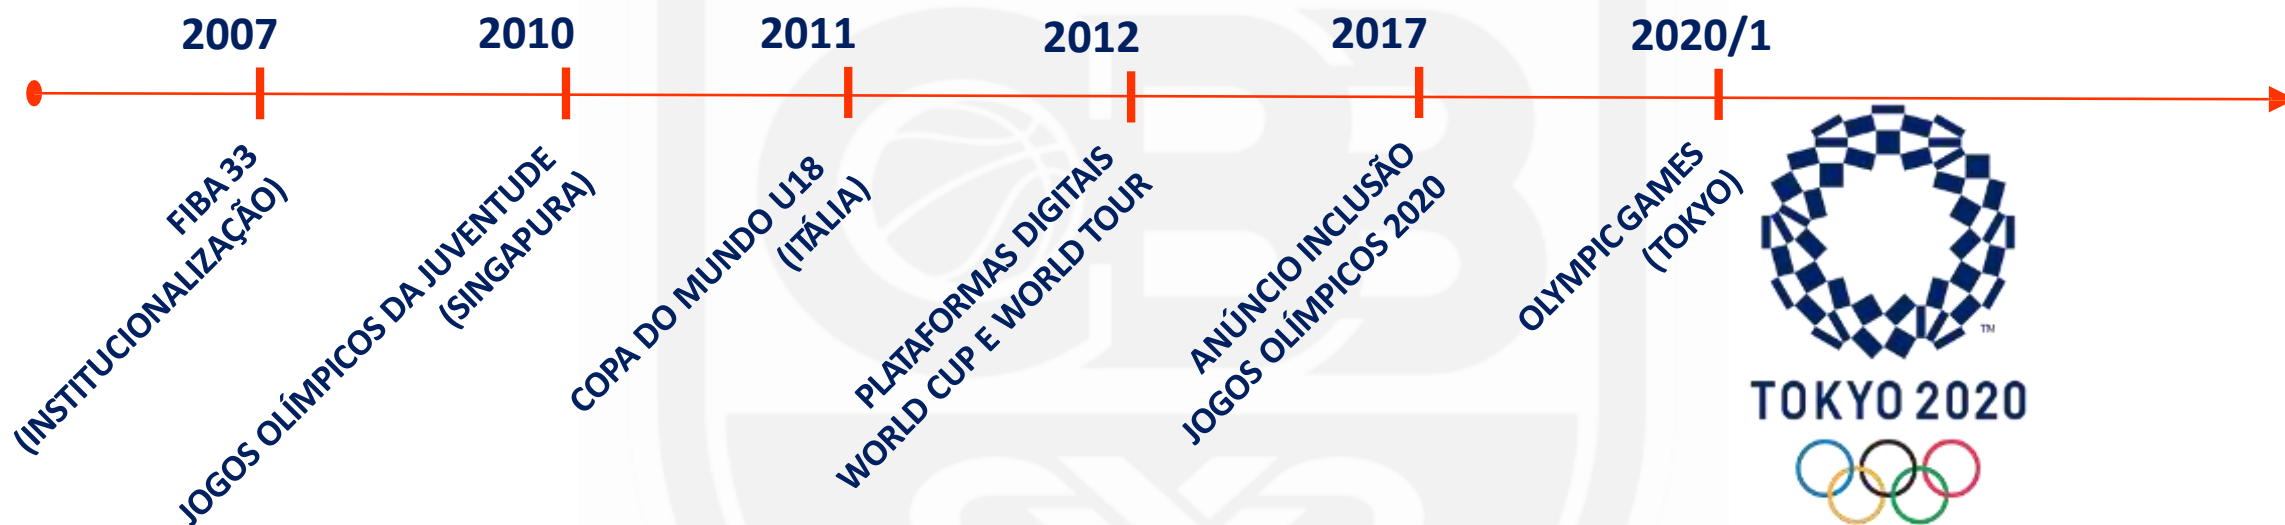 2007
2010
2011
2012
2017
2020/1
FIBA 33
(INSTITUCIONALIZAÇÃO)
JOGOS OLÍMPICOS DA JUVENTUDE
(SINGAPURA)
COPA DO MUNDO U18
(ITÁLIA)
PLATAFORMAS DIGITAIS
WORLD CUP E WORLD TOUR
ANÚNCIO INCLUSÃO
JOGOS OLÍMPICOS 2020
OLYMPIC GAMES
(TOKYO)
TM
TOKYO 2020
CBB